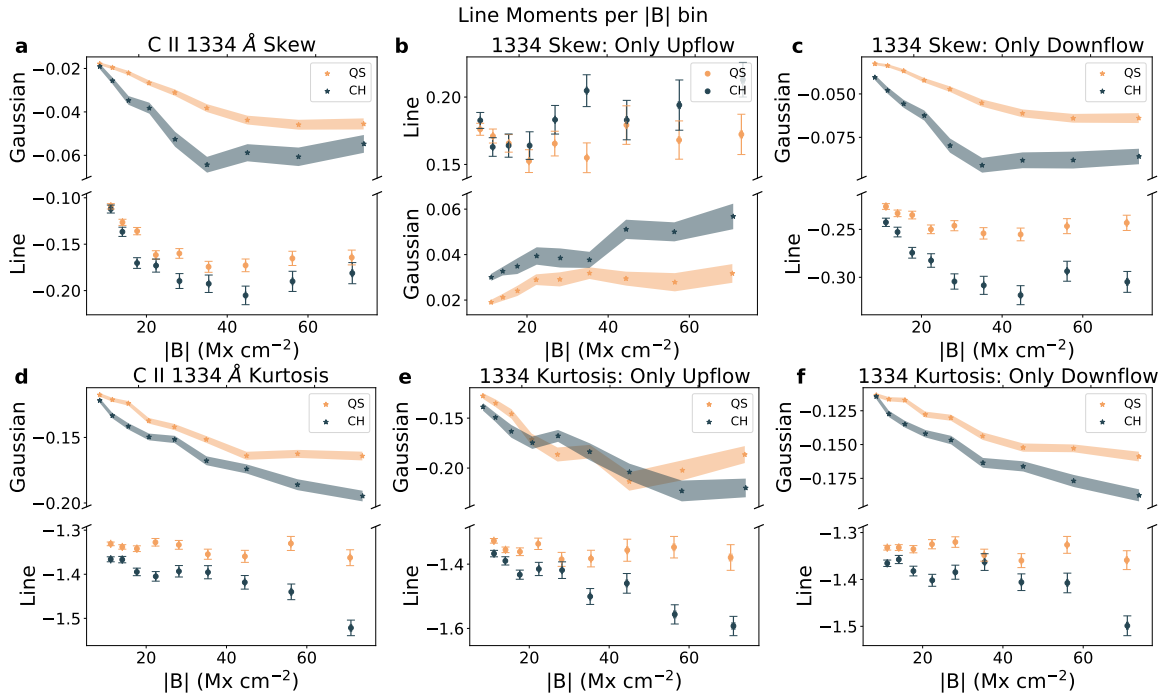 Line Moments per |B| bin
a
C II 1334 Å Skew
b
1334 Skew: Only Upflow
c
1334 Skew: Only Downflow
Gaussian
−0.02
−0.04
−0.06
QS
CH
Line
−0.10
−0.15
−0.20
20
40
60
|B| (Mx cm⁻²)
Line
0.20
0.15
QS
CH
Gaussian
0.06
0.04
0.02
20
40
60
|B| (Mx cm⁻²)
Gaussian
−0.050
−0.075
QS
CH
Line
−0.25
−0.30
20
40
60
|B| (Mx cm⁻²)
d
C II 1334 Å Kurtosis
e
1334 Kurtosis: Only Upflow
f
1334 Kurtosis: Only Downflow
Gaussian
−0.15
−0.20
QS
CH
Line
−1.3
−1.4
−1.5
20
40
60
|B| (Mx cm⁻²)
Gaussian
−0.15
−0.20
QS
CH
Line
−1.4
−1.6
20
40
60
|B| (Mx cm⁻²)
Gaussian
−0.125
−0.150
−0.175
QS
CH
Line
−1.3
−1.4
−1.5
20
40
60
|B| (Mx cm⁻²)